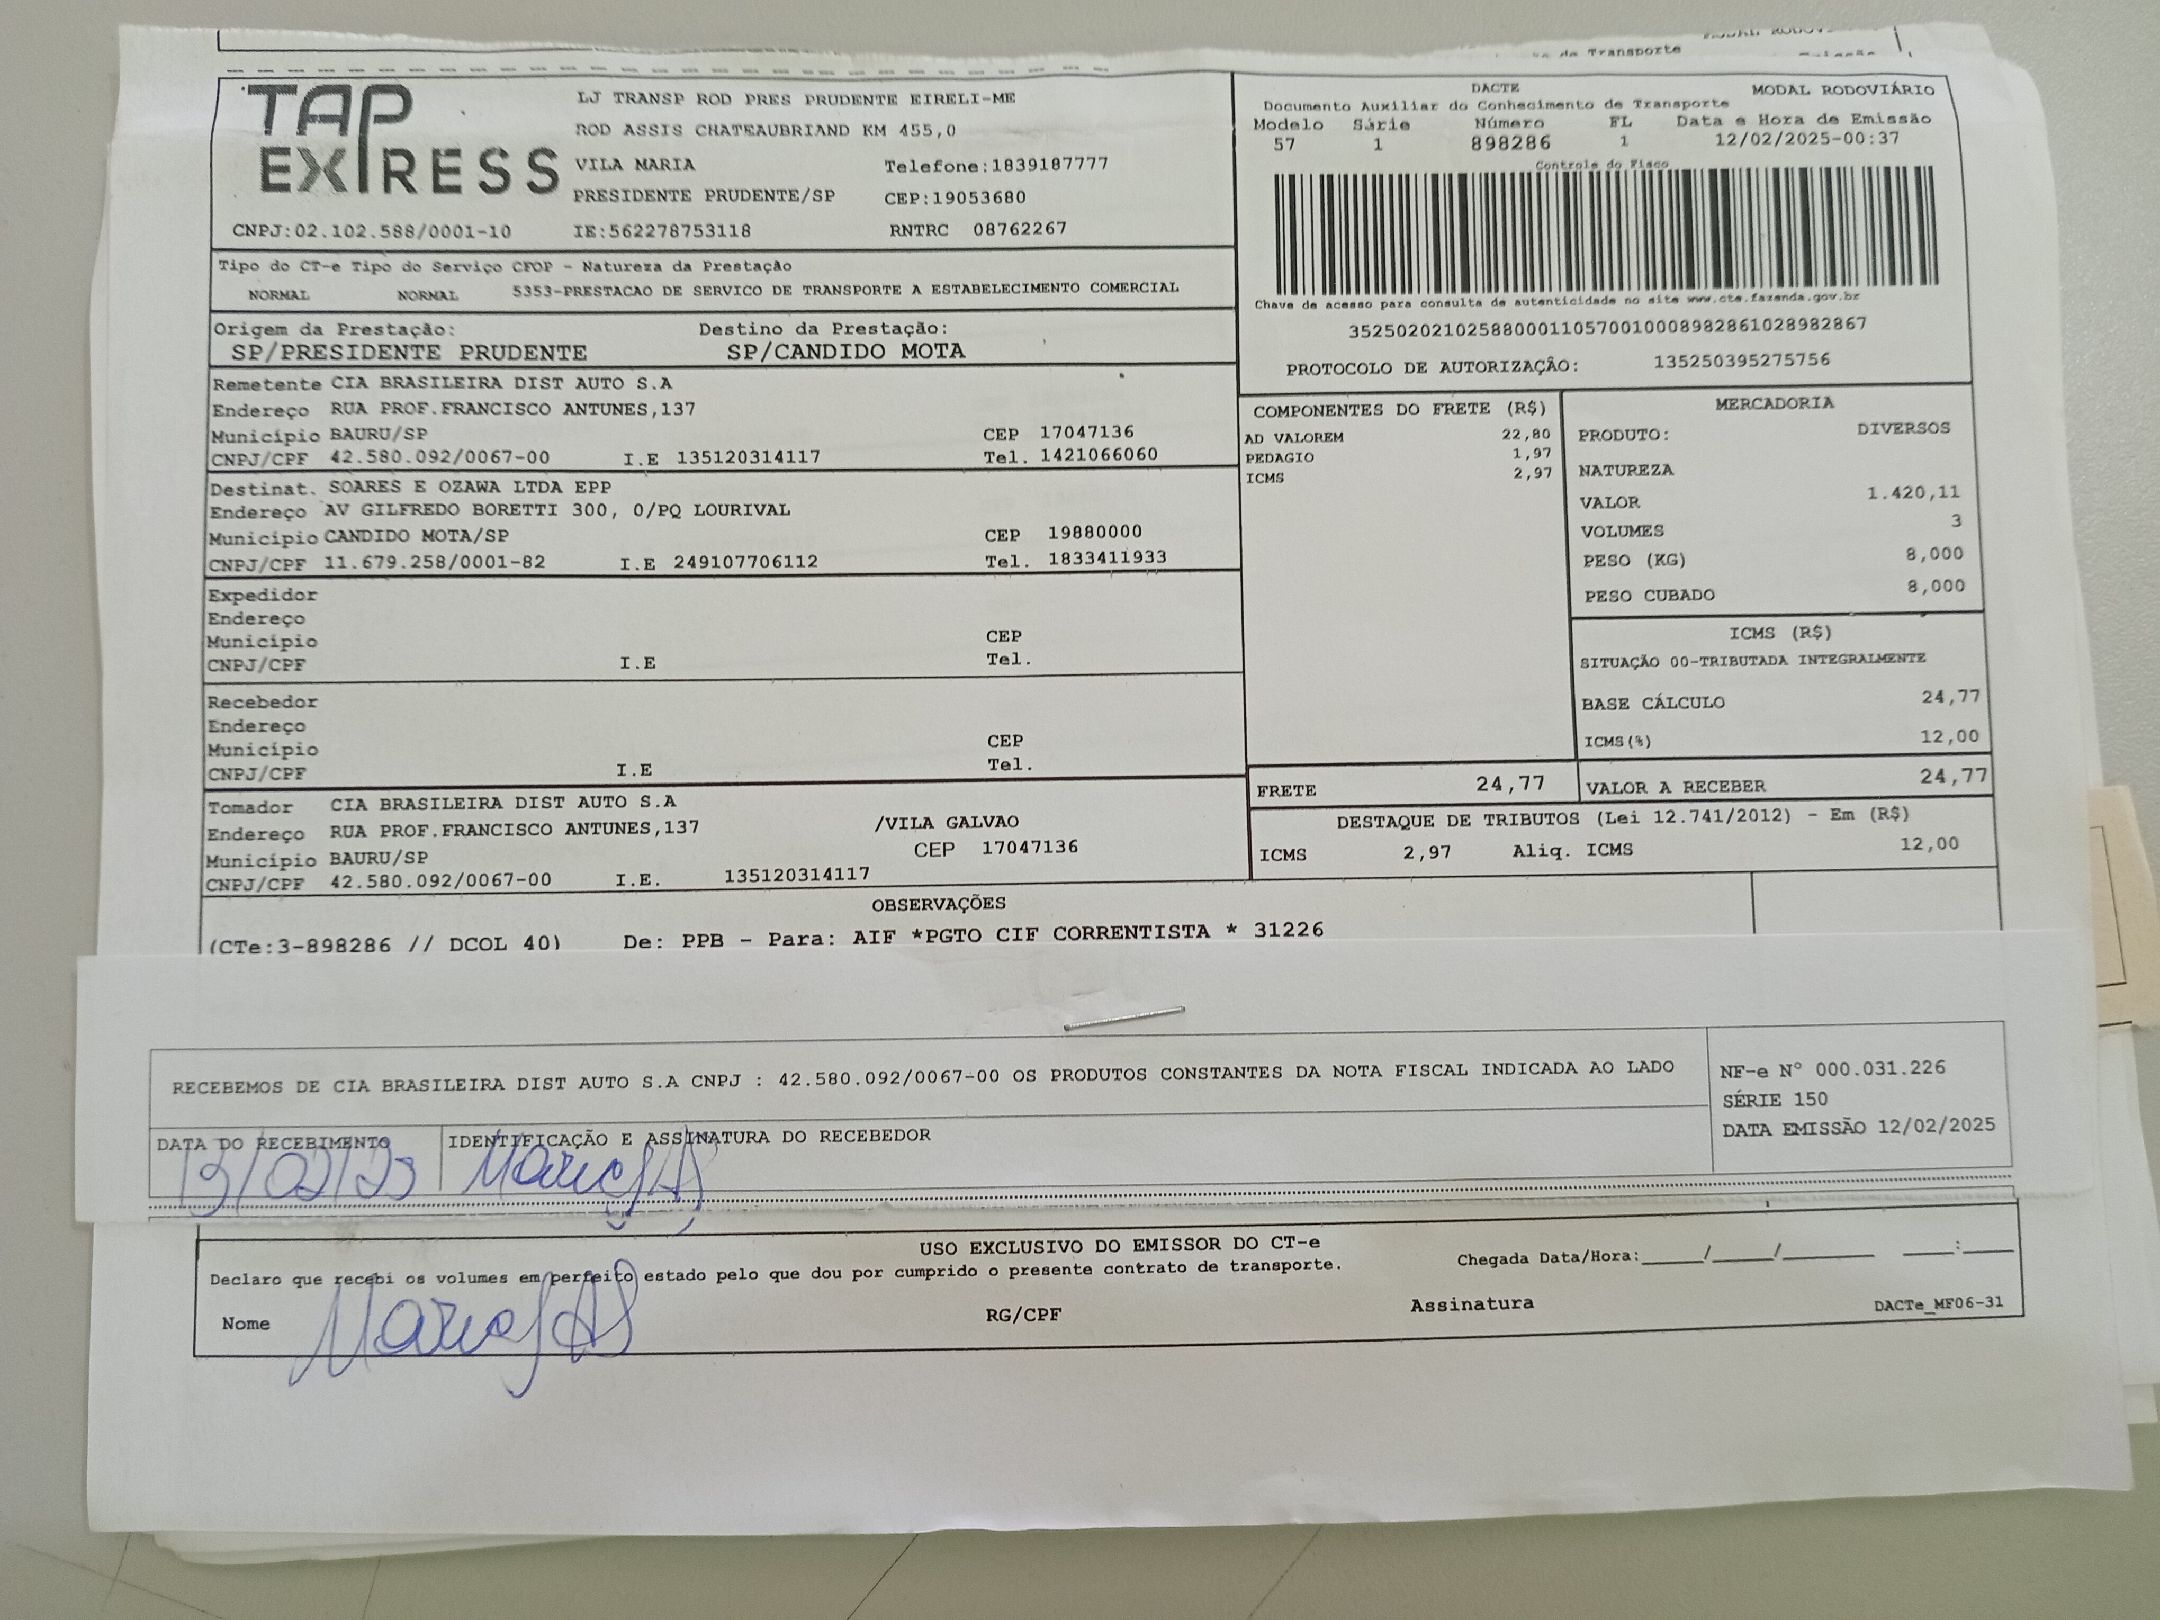 de Transporte
TAP EXPRESS
LJ TRANSP ROD PRES PRUDENTE EIRELI-ME
ROD ASSIS CHATEAUBRIAND KM 455,0
VILA MARIA Telefone:1839187777
PRESIDENTE PRUDENTE/SP CEP:19053680
CNPJ:02.102.588/0001-10 IE:562278753118 RNTRC 08762267
DACTE MODAL RODOVIÁRIO
Documento Auxiliar do Conhecimento de Transporte
Modelo Série Número FL Data e Hora de Emissão
57 1 898286 1 12/02/2025-00:37
Controle do Fisco
Chave de acesso para consulta de autenticidade no site www.cte.fazenda.gov.br
35250202102588000110570010008982861028982867
PROTOCOLO DE AUTORIZAÇÃO: 135250395275756
Tipo do CT-e Tipo do Serviço CFOP - Natureza da Prestação
NORMAL NORMAL 5353-PRESTACAO DE SERVICO DE TRANSPORTE A ESTABELECIMENTO COMERCIAL
Origem da Prestação: Destino da Prestação:
SP/PRESIDENTE PRUDENTE SP/CANDIDO MOTA
Remetente CIA BRASILEIRA DIST AUTO S.A
Endereço RUA PROF.FRANCISCO ANTUNES,137
Município BAURU/SP CEP 17047136
CNPJ/CPF 42.580.092/0067-00 I.E 135120314117 Tel. 1421066060
Destinat. SOARES E OZAWA LTDA EPP
Endereço AV GILFREDO BORETTI 300, 0/PQ LOURIVAL
Município CANDIDO MOTA/SP CEP 19880000
CNPJ/CPF 11.679.258/0001-82 I.E 249107706112 Tel. 1833411933
Expedidor
Endereço
Município CEP
CNPJ/CPF I.E Tel.
Recebedor
Endereço
Município CEP
CNPJ/CPF I.E Tel.
Tomador CIA BRASILEIRA DIST AUTO S.A
Endereço RUA PROF.FRANCISCO ANTUNES,137 /VILA GALVAO
Município BAURU/SP CEP 17047136
CNPJ/CPF 42.580.092/0067-00 I.E. 135120314117
COMPONENTES DO FRETE (R$)
AD VALOREM 22,80
PEDAGIO 1,97
ICMS 2,97
MERCADORIA
PRODUTO: DIVERSOS
NATUREZA
VALOR 1.420,11
VOLUMES 3
PESO (KG) 8,000
PESO CUBADO 8,000
ICMS (R$)
SITUAÇÃO 00-TRIBUTADA INTEGRALMENTE
BASE CÁLCULO 24,77
ICMS(%) 12,00
FRETE 24,77 VALOR A RECEBER 24,77
DESTAQUE DE TRIBUTOS (Lei 12.741/2012) - Em (R$)
ICMS 2,97 Aliq. ICMS 12,00
OBSERVAÇÕES
(CTe:3-898286 // DCOL 40) De: PPB - Para: AIF *PGTO CIF CORRENTISTA * 31226
RECEBEMOS DE CIA BRASILEIRA DIST AUTO S.A CNPJ : 42.580.092/0067-00 OS PRODUTOS CONSTANTES DA NOTA FISCAL INDICADA AO LADO
NF-e N° 000.031.226
SÉRIE 150
DATA EMISSÃO 12/02/2025
DATA DO RECEBIMENTO IDENTIFICAÇÃO E ASSINATURA DO RECEBEDOR
13/02/25
USO EXCLUSIVO DO EMISSOR DO CT-e
Declaro que recebi os volumes em perfeito estado pelo que dou por cumprido o presente contrato de transporte.
Chegada Data/Hora:_____/_____/________ ____:____
Nome RG/CPF Assinatura DACTe_MF06-31